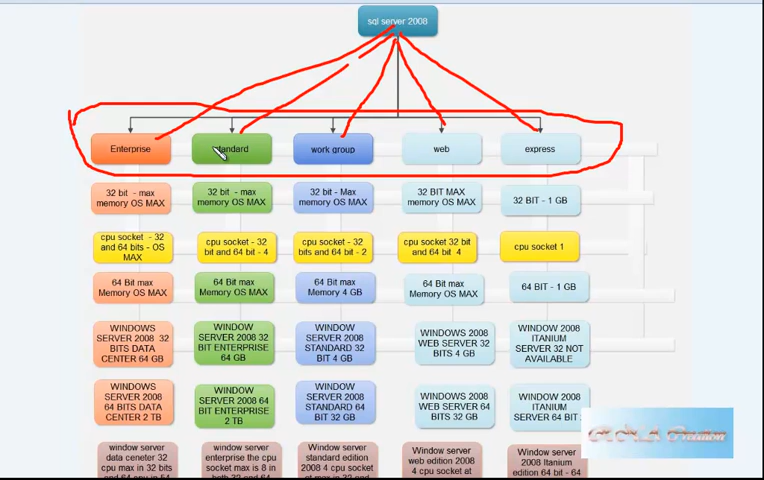 sql server 2008
Enterprise
standard
work group
web
express
32 bit - max
memory OS MAX
32 bit - max
memory OS MAX
32 bit - Max
memory OS MAX
32 BIT MAX
memory OS MAX
32 BIT - 1 GB
cpu socket - 32
and 64 bits - OS
MAX
cpu socket - 32
bit and 64 bit - 4
cpu socket - 32
bits and 64 bit - 2
cpu socket 32 bit
and 64 bit 4
cpu socket 1
64 Bit max
Memory OS MAX
64 Bit max
Memory OS MAX
64 Bit max
Memory 4 GB
64 Bit max
Memory OS MAX
64 BIT - 1 GB
WINDOWS
SERVER 2008 32
BITS DATA
CENTER 64 GB
WINDOW
SERVER 2008 32
BIT ENTERPRISE
64 GB
WINDOW
SERVER 2008
STANDARD 32
BIT 4 GB
WINDOWS 2008
WEB SERVER 32
BITS 4 GB
WINDOW 2008
ITANIUM
SERVER 32 NOT
AVAILABLE
WINDOWS
SERVER 2008
64 BITS DATA
CENTER 2 TB
WINDOW
SERVER 2008 64
BIT ENTERPRISE
2 TB
WINDOW
SERVER 2008
STANDARD 64
BIT 32 GB
WINDOWS 2008
WEB SERVER 64
BITS 32 GB
WINDOW 2008
ITANIUM
SERVER 64 BIT
window server
data ceneter 32
cpu max in 32 bits
window server
enterprise the cpu
socket max is 8 in
window server
standard edition
2008 4 cpu socket
Window server
web edition 2008
4 cpu socket at
Window server
2008 Itanium
edition 64 bit - 64